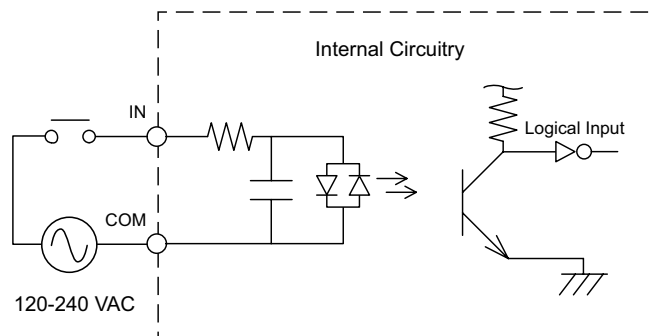 Internal Circuitry
IN
Logical Input
COM
120-240 VAC